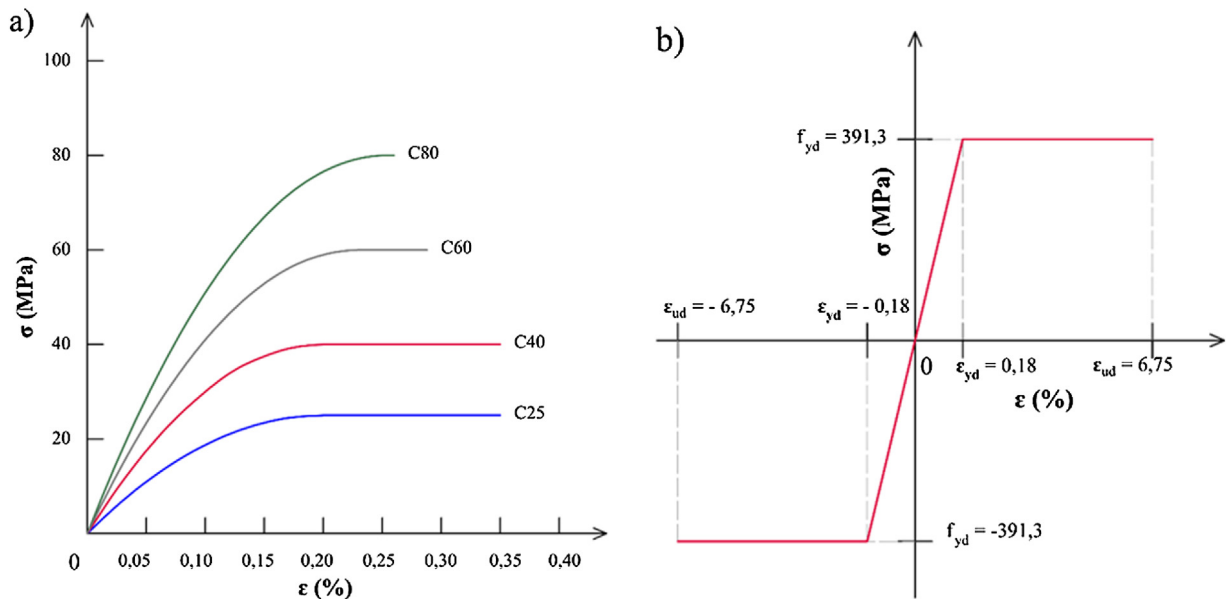 a)
σ (MPa)
100
80
60
40
20
0
0,05
0,10
0,15
0,20
0,25
0,30
0,35
0,40
ε (%)
C80
C60
C40
C25
b)
f_yd = 391,3
σ (MPa)
ε_ud = - 6,75
ε_yd = - 0,18
0
ε_yd = 0,18
ε_ud = 6,75
ε (%)
f_yd = -391,3